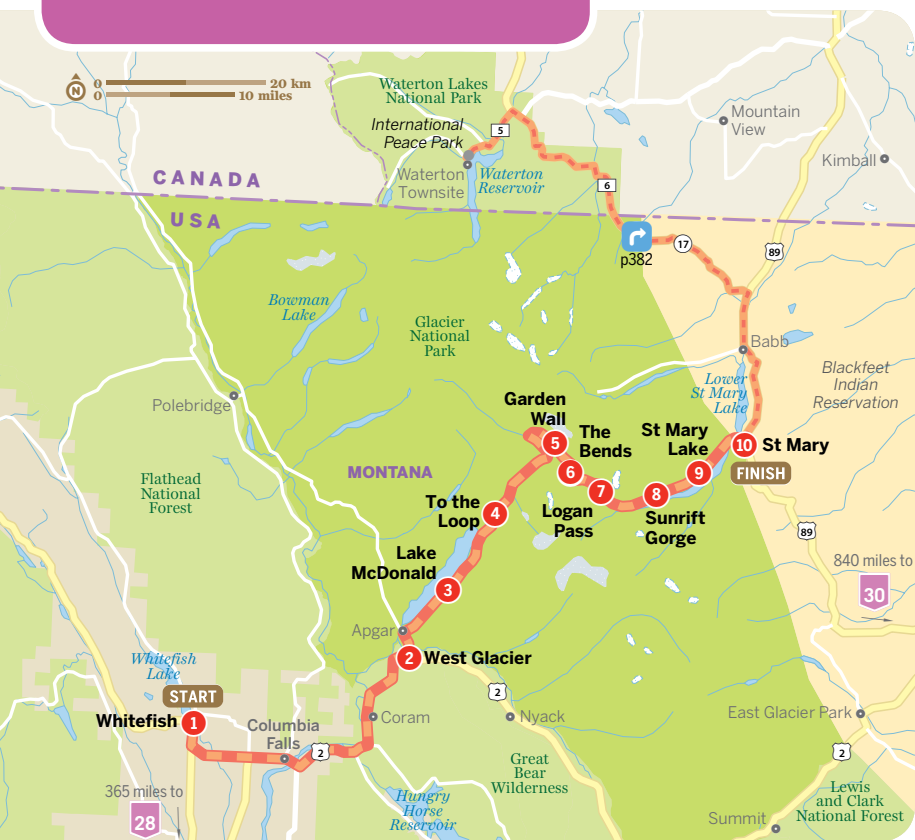 0 20 km
0 10 miles
N
Waterton Lakes
National Park
International
Peace Park
5
Mountain
View
Kimball
Waterton
Townsite
Waterton
Reservoir
6
CANADA
USA
p382
17
89
Bowman
Lake
Glacier
National
Park
Babb
Blackfeet
Indian
Reservation
Lower
St Mary
Lake
Polebridge
Garden
Wall
5
The
Bends
6
St Mary
Lake
9
10 St Mary
FINISH
MONTANA
Flathead
National
Forest
7
Logan
Pass
8
Sunrift
Gorge
To the
Loop
4
89
840 miles to
30
Lake
McDonald
3
Apgar
2 West Glacier
Whitefish
Lake
START
Whitefish 1
Columbia
Falls
2
Coram
2
Nyack
East Glacier Park
2
Great
Bear
Wilderness
365 miles to
28
Hungry
Horse
Reservoir
Lewis
and Clark
National Forest
Summit